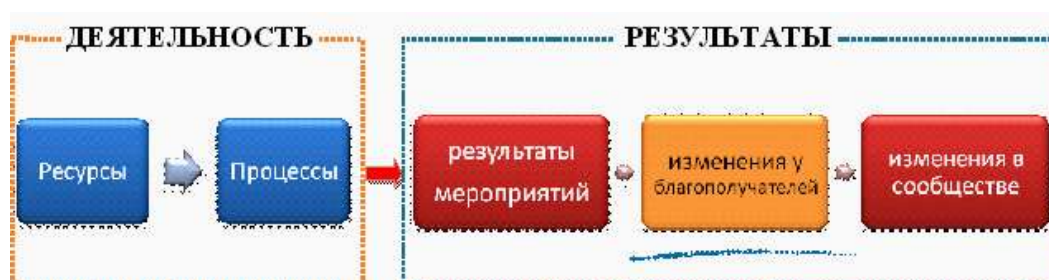 ДЕЯТЕЛЬНОСТЬ
РЕЗУЛЬТАТЫ
Ресурсы
Процессы
результаты
мероприятий
изменения у
благополучателей
изменения в
сообществе